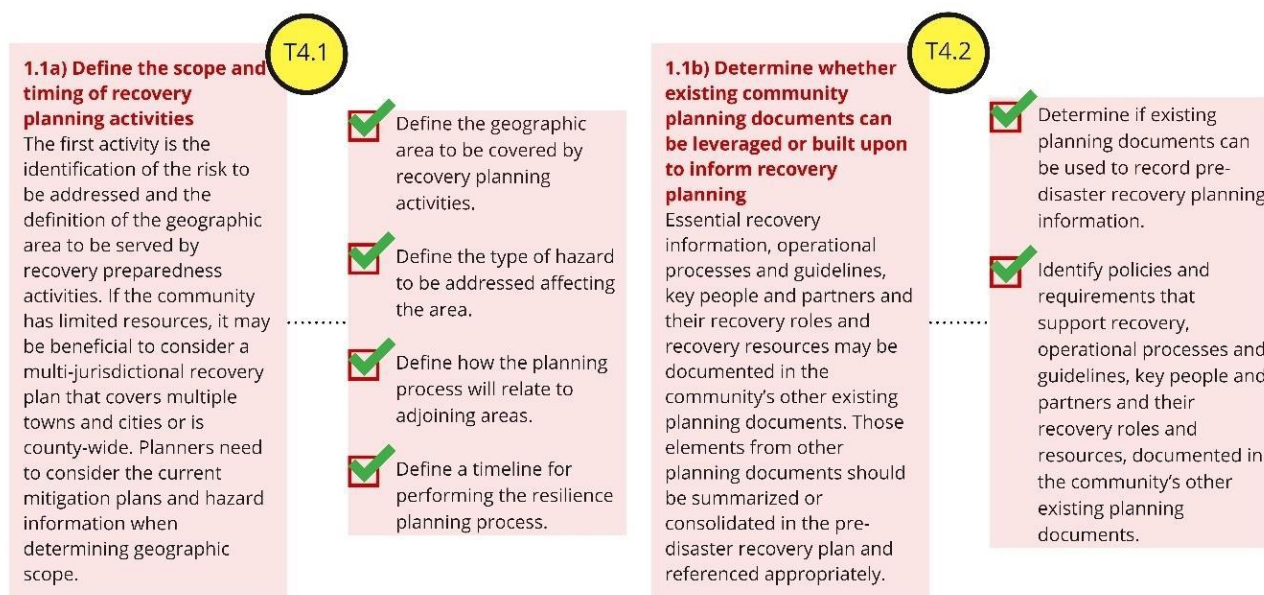 T4.1
1.1a) Define the scope and
timing of recovery
planning activities
The first activity is the
identification of the risk to
be addressed and the
definition of the geographic
area to be served by
recovery preparedness
activities. If the community
has limited resources, it may
be beneficial to consider a
multi-jurisdictional recovery
plan that covers multiple
towns and cities or is
county-wide. Planners need
to consider the current
mitigation plans and hazard
information when
determining geographic
scope.
Define the geographic
area to be covered by
recovery planning
activities.
Define the type of hazard
to be addressed affecting
the area.
Define how the planning
process will relate to
adjoining areas.
Define a timeline for
performing the resilience
planning process.
T4.2
1.1b) Determine whether
existing community
planning documents can
be leveraged or built upon
to inform recovery
planning
Essential recovery
information, operational
processes and guidelines,
key people and partners and
their recovery roles and
recovery resources may be
documented in the
community’s other existing
planning documents. Those
elements from other
planning documents should
be summarized or
consolidated in the pre-
disaster recovery plan and
referenced appropriately.
Determine if existing
planning documents can
be used to record pre-
disaster recovery planning
information.
Identify policies and
requirements that
support recovery,
operational processes and
guidelines, key people and
partners and their
recovery roles and
resources, documented in
the community’s other
existing planning
documents.